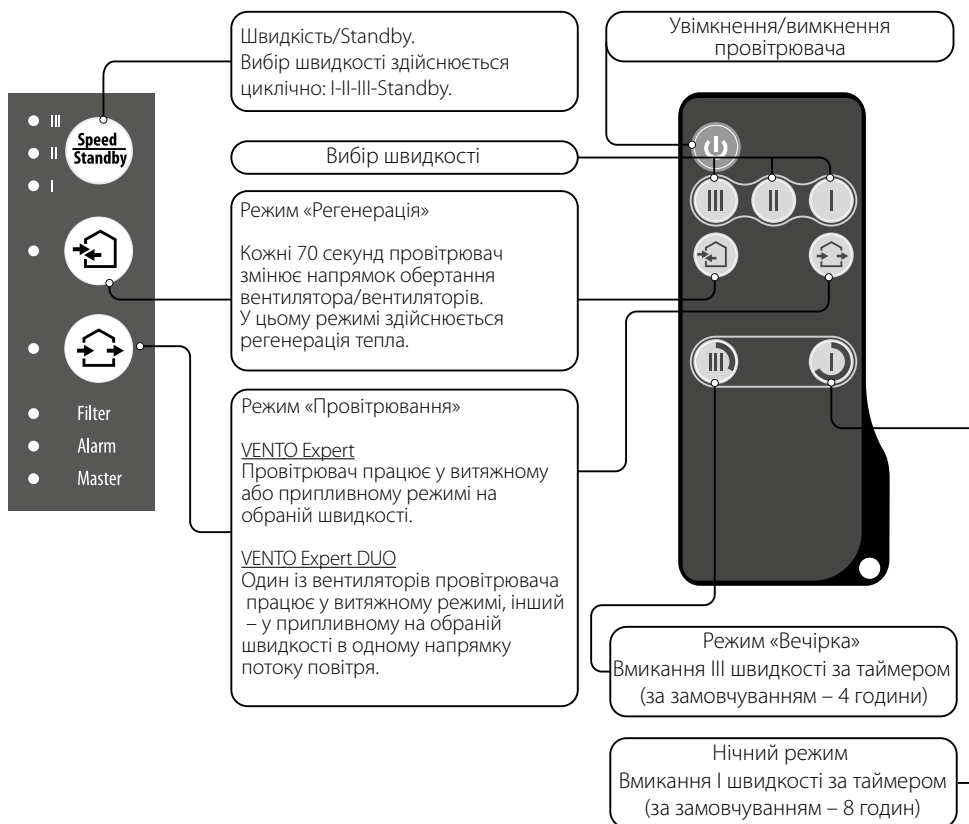 Швидкість/Standby.
Вибір швидкості здійснюється
циклічно: I-II-III-Standby.
Увімкнення/вимкнення
провітрювача
III
II
I
Speed
Standby
Вибір швидкості
III
II
I
Режим «Регенерація»
Кожні 70 секунд провітрювач
змінює напрямок обертання
вентилятора/вентиляторів.
У цьому режимі здійснюється
регенерація тепла.
Режим «Провітрювання»
VENTO Expert
Провітрювач працює у витяжному
або припливному режимі на
обраній швидкості.
VENTO Expert DUO
Один із вентиляторів провітрювача
працює у витяжному режимі, інший
– у припливному на обраній
швидкості в одному напрямку
потоку повітря.
Filter
Alarm
Master
III
I
Режим «Вечірка»
Вмикання III швидкості за таймером
(за замовчуванням – 4 години)
Нічний режим
Вмикання I швидкості за таймером
(за замовчуванням – 8 годин)